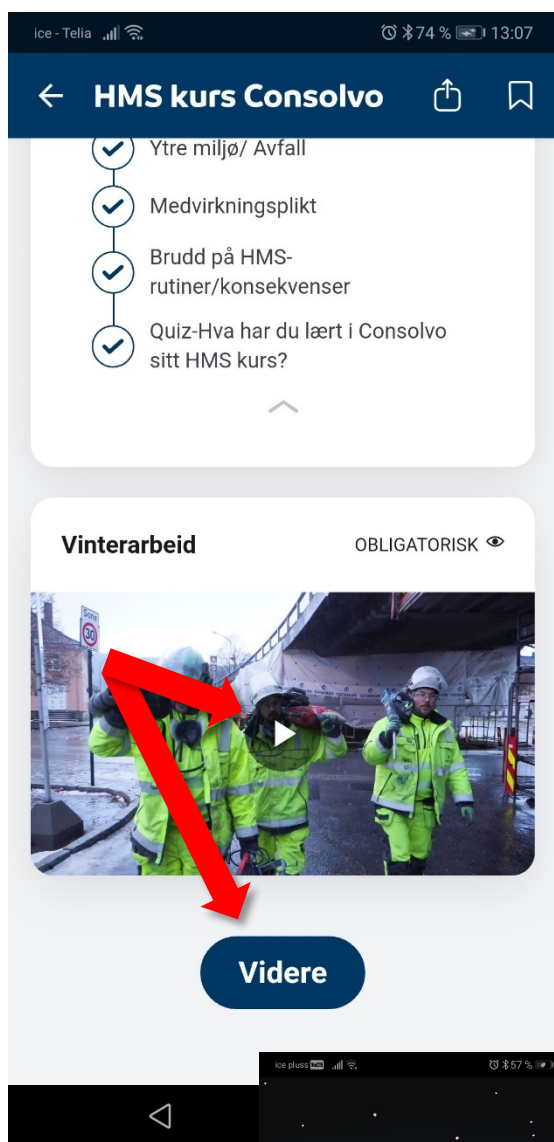 ice - Telia 74 % 13:07
HMS kurs Consolvo
Ytre miljø/ Avfall
Medvirkningsplikt
Brudd på HMS-
rutiner/konsekvenser
Quiz-Hva har du lært i Consolvo
sitt HMS kurs?
Vinterarbeid OBLIGATORISK
Sone
30
Videre
ice pluss 57 %